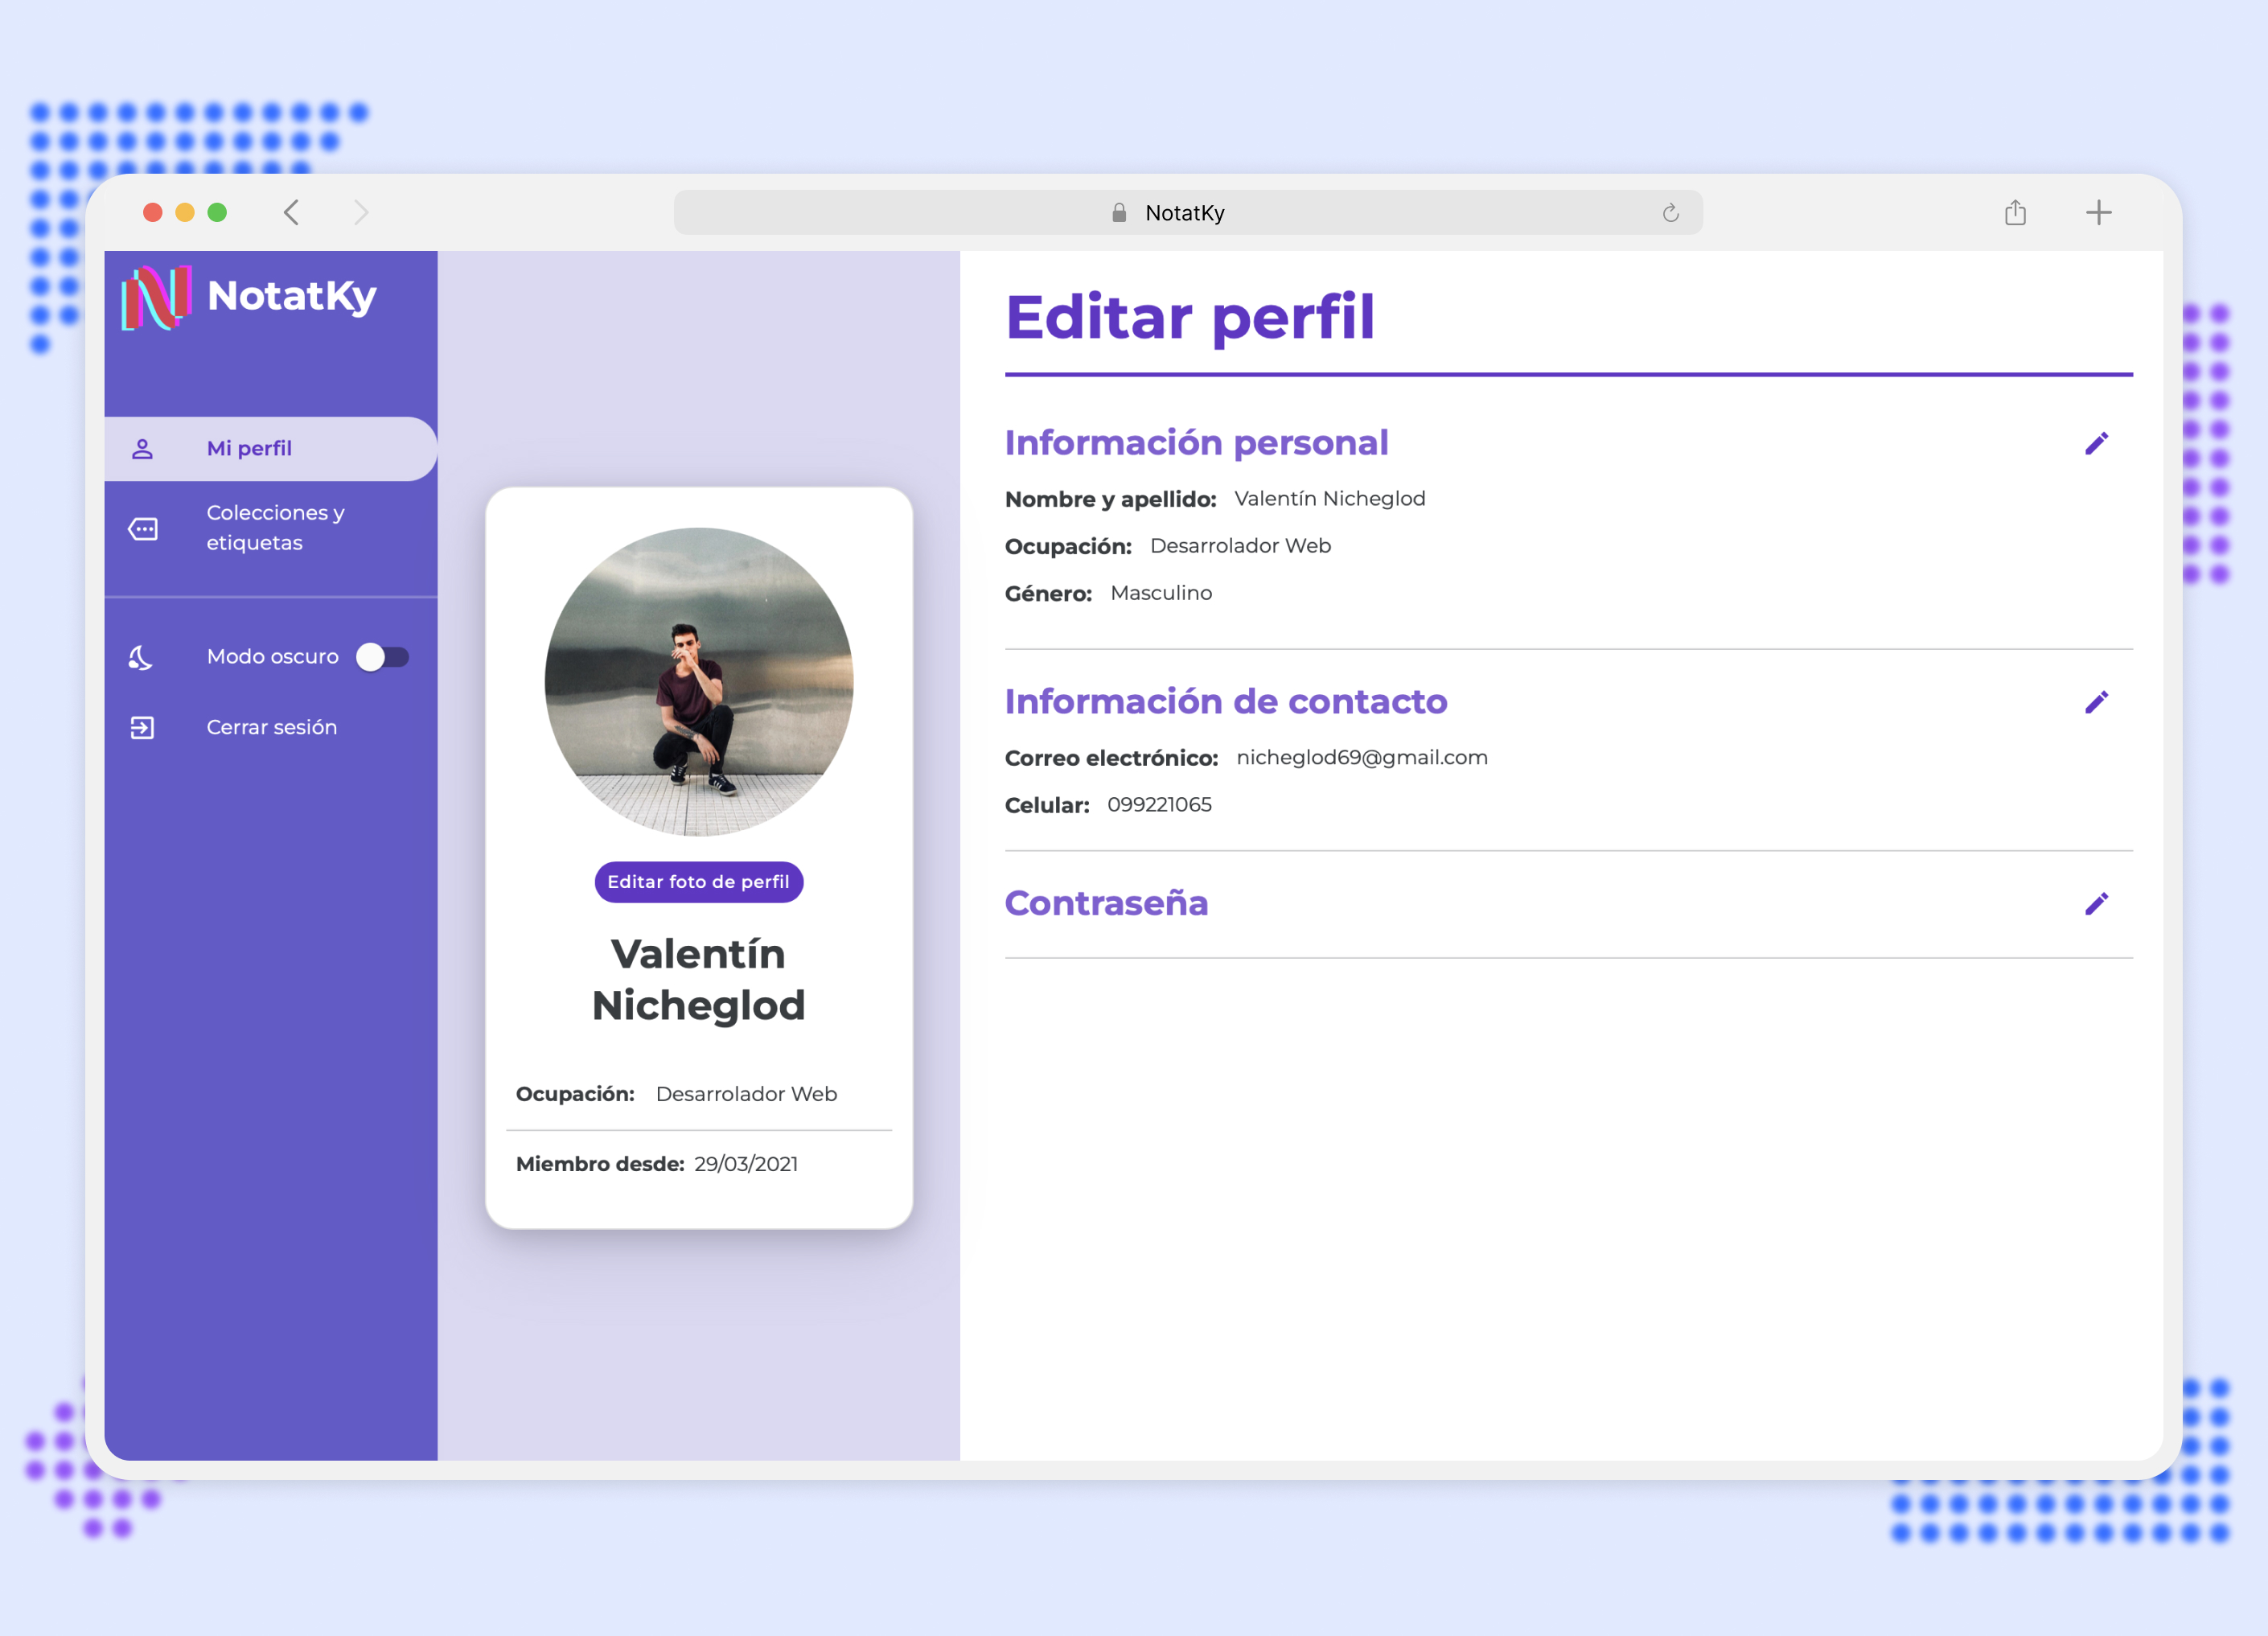 NotatKy
NotatKy
Mi perfil
Colecciones y
etiquetas
Modo oscuro
Cerrar sesión
Editar foto de perfil
Valentín
Nicheglod
Ocupación: Desarrolador Web
Miembro desde: 29/03/2021
Editar perfil
Información personal
Nombre y apellido: Valentín Nicheglod
Ocupación: Desarrolador Web
Género: Masculino
Información de contacto
Correo electrónico: nicheglod69@gmail.com
Celular: 099221065
Contraseña